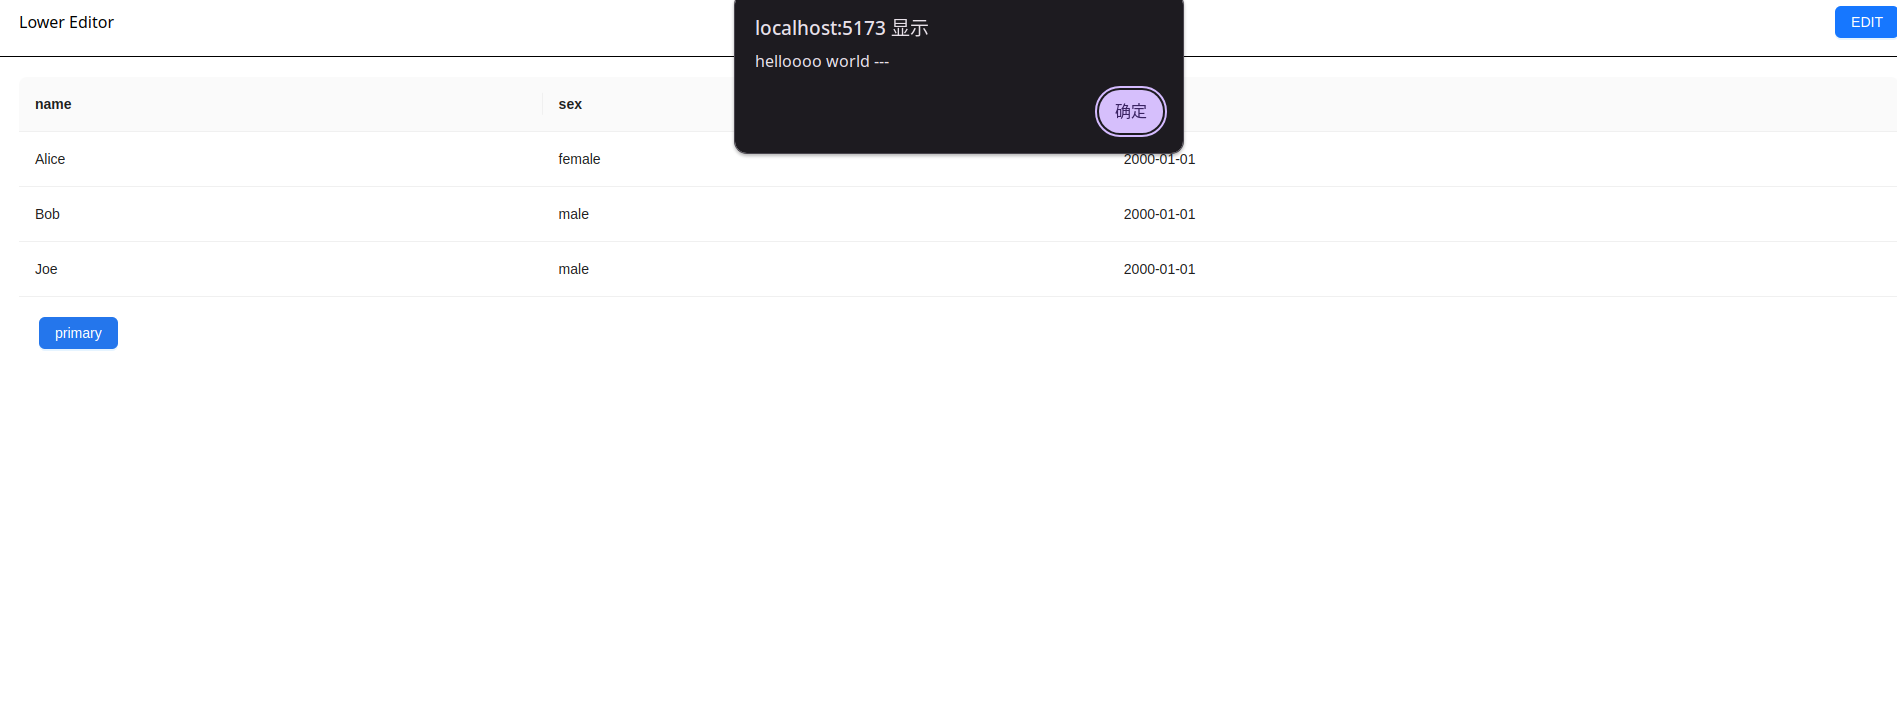 Lower Editor
EDIT
localhost:5173 显示
helloooo world ---
确定
name sex
Alice female 2000-01-01
Bob male 2000-01-01
Joe male 2000-01-01
primary